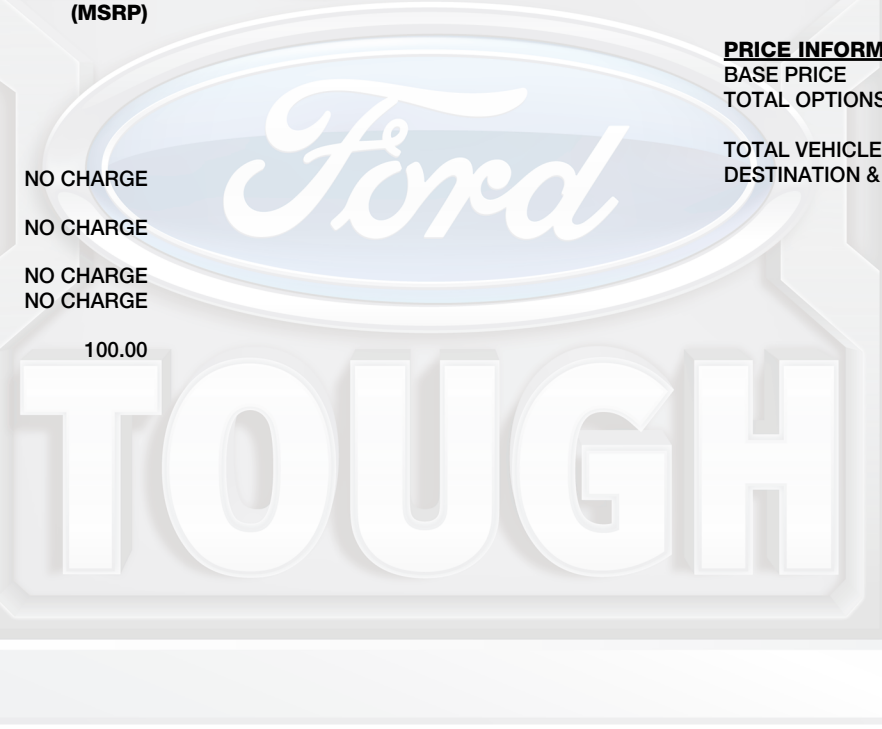 (MSRP)
NO CHARGE
NO CHARGE
NO CHARGE
NO CHARGE
100.00
PRICE INFORM
BASE PRICE
TOTAL OPTIONS
TOTAL VEHICLE
DESTINATION &
Ford
TOUGH